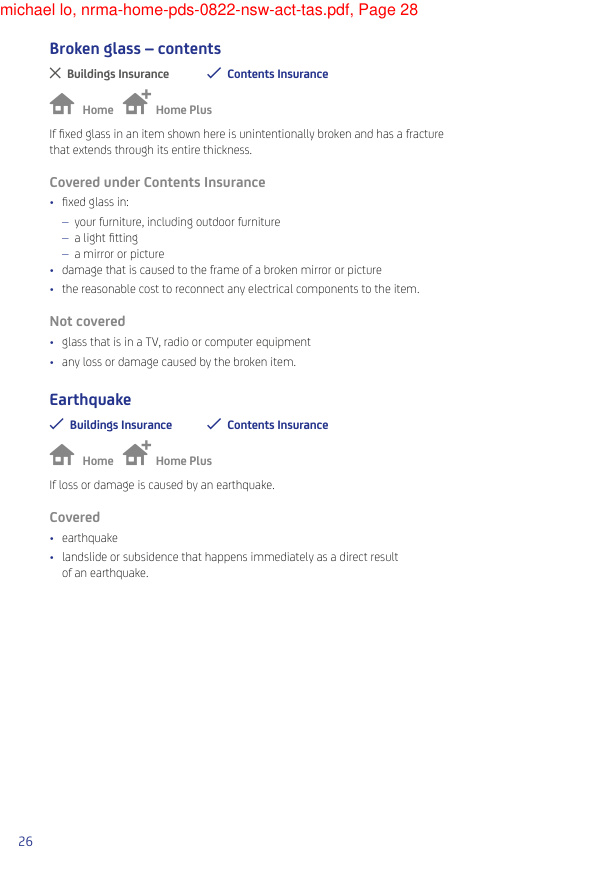 michael lo, nrma-home-pds-0822-nsw-act-tas.pdf, Page 28
Broken glass – contents
Buildings Insurance
Contents Insurance
Home
Home Plus
If fixed glass in an item shown here is unintentionally broken and has a fracture
that extends through its entire thickness.
Covered under Contents Insurance
• fixed glass in:
– your furniture, including outdoor furniture
– a light fitting
– a mirror or picture
• damage that is caused to the frame of a broken mirror or picture
• the reasonable cost to reconnect any electrical components to the item.
Not covered
• glass that is in a TV, radio or computer equipment
• any loss or damage caused by the broken item.
Earthquake
Buildings Insurance
Contents Insurance
Home
Home Plus
If loss or damage is caused by an earthquake.
Covered
• earthquake
• landslide or subsidence that happens immediately as a direct result
of an earthquake.
26